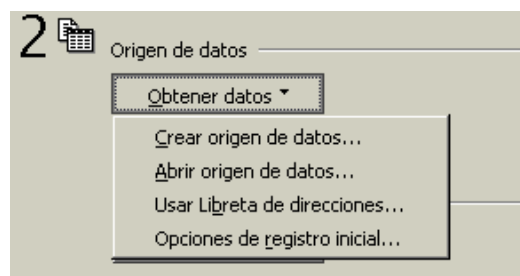 2
Origen de datos
Obtener datos
Crear origen de datos...
Abrir origen de datos...
Usar Libreta de direcciones...
Opciones de registro inicial...